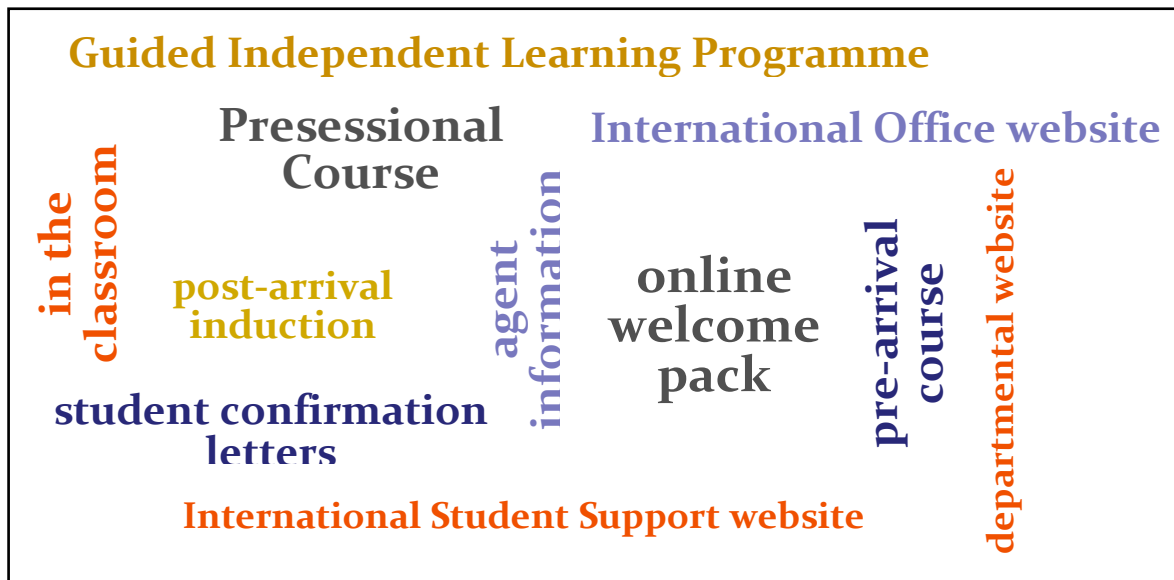 Guided Independent Learning Programme
Presessional
Course
International Office website
in the
classroom
post-arrival
induction
agent
information
online
welcome
pack
pre-arrival
course
departmental website
student confirmation
letters
International Student Support website